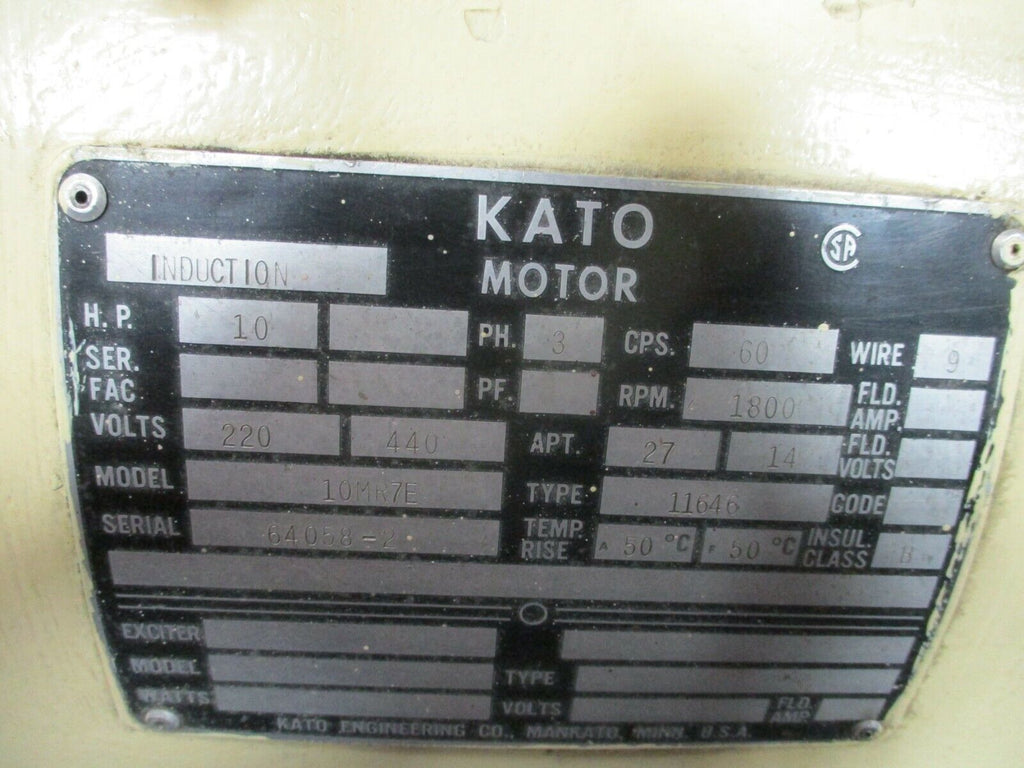 KATO
MOTOR
CSA
INDUCTION
H.P. 10 PH. 3 CPS. 60 WIRE 9
SER. FAC PF. RPM. 1800 FLD. AMP.
VOLTS 220 440 APT. 27 14 FLD. VOLTS
MODEL 10MR7E TYPE 11646 CODE
SERIAL 64058-2 TEMP. RISE A 50 °C F 50 °C INSUL. CLASS B
EXCITER
MODEL TYPE
WATTS VOLTS FLD. AMP.
KATO ENGINEERING CO., MANKATO, MINN. U.S.A.